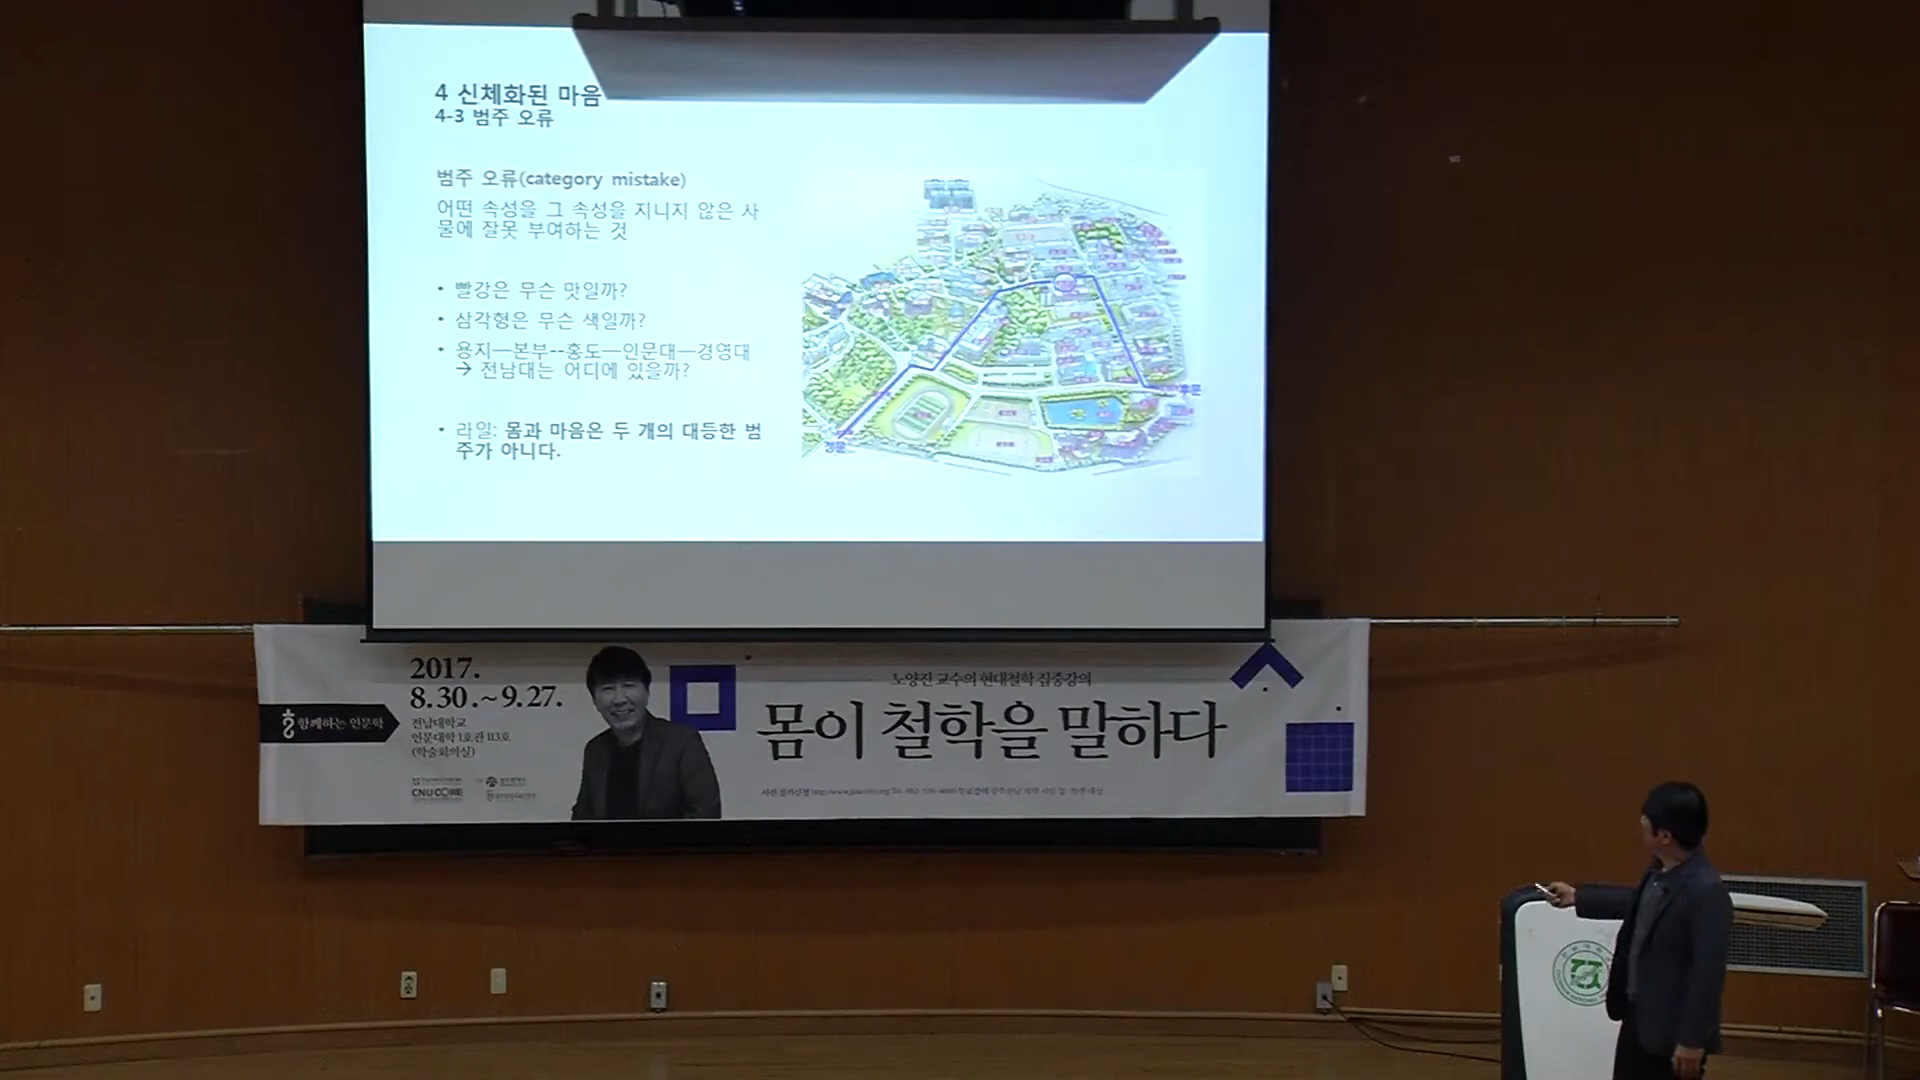 4 신체화된 마음
4-3 범주 오류
범주 오류(category mistake)
어떤 속성을 그 속성을 지니지 않은 사
물에 잘못 부여하는 것
• 빨강은 무슨 맛일까?
• 삼각형은 무슨 색일까?
• 용지—본부--홍도—인문대—경영대
→ 전남대는 어디에 있을까?
• 라일: 몸과 마음은 두 개의 대등한 범
주가 아니다.
후문
정문
2017.
8.30.~9.27.
함께하는 인문학
전남대학교
인문대학 1호관 113호
(학술회의실)
CNU CORE
노양진 교수의 현대철학 집중강의
몸이 철학을 말하다